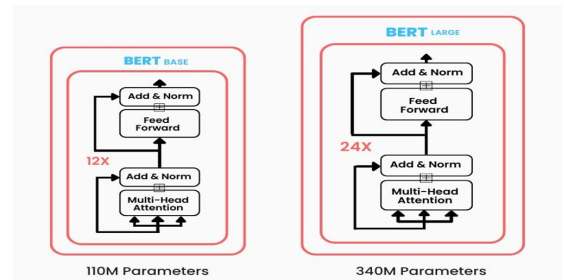 BERT BASE
Add & Norm
Feed
Forward
12X
Add & Norm
Multi-Head
Attention
110M Parameters
BERT LARGE
Add & Norm
Feed
Forward
24X
Add & Norm
Multi-Head
Attention
340M Parameters